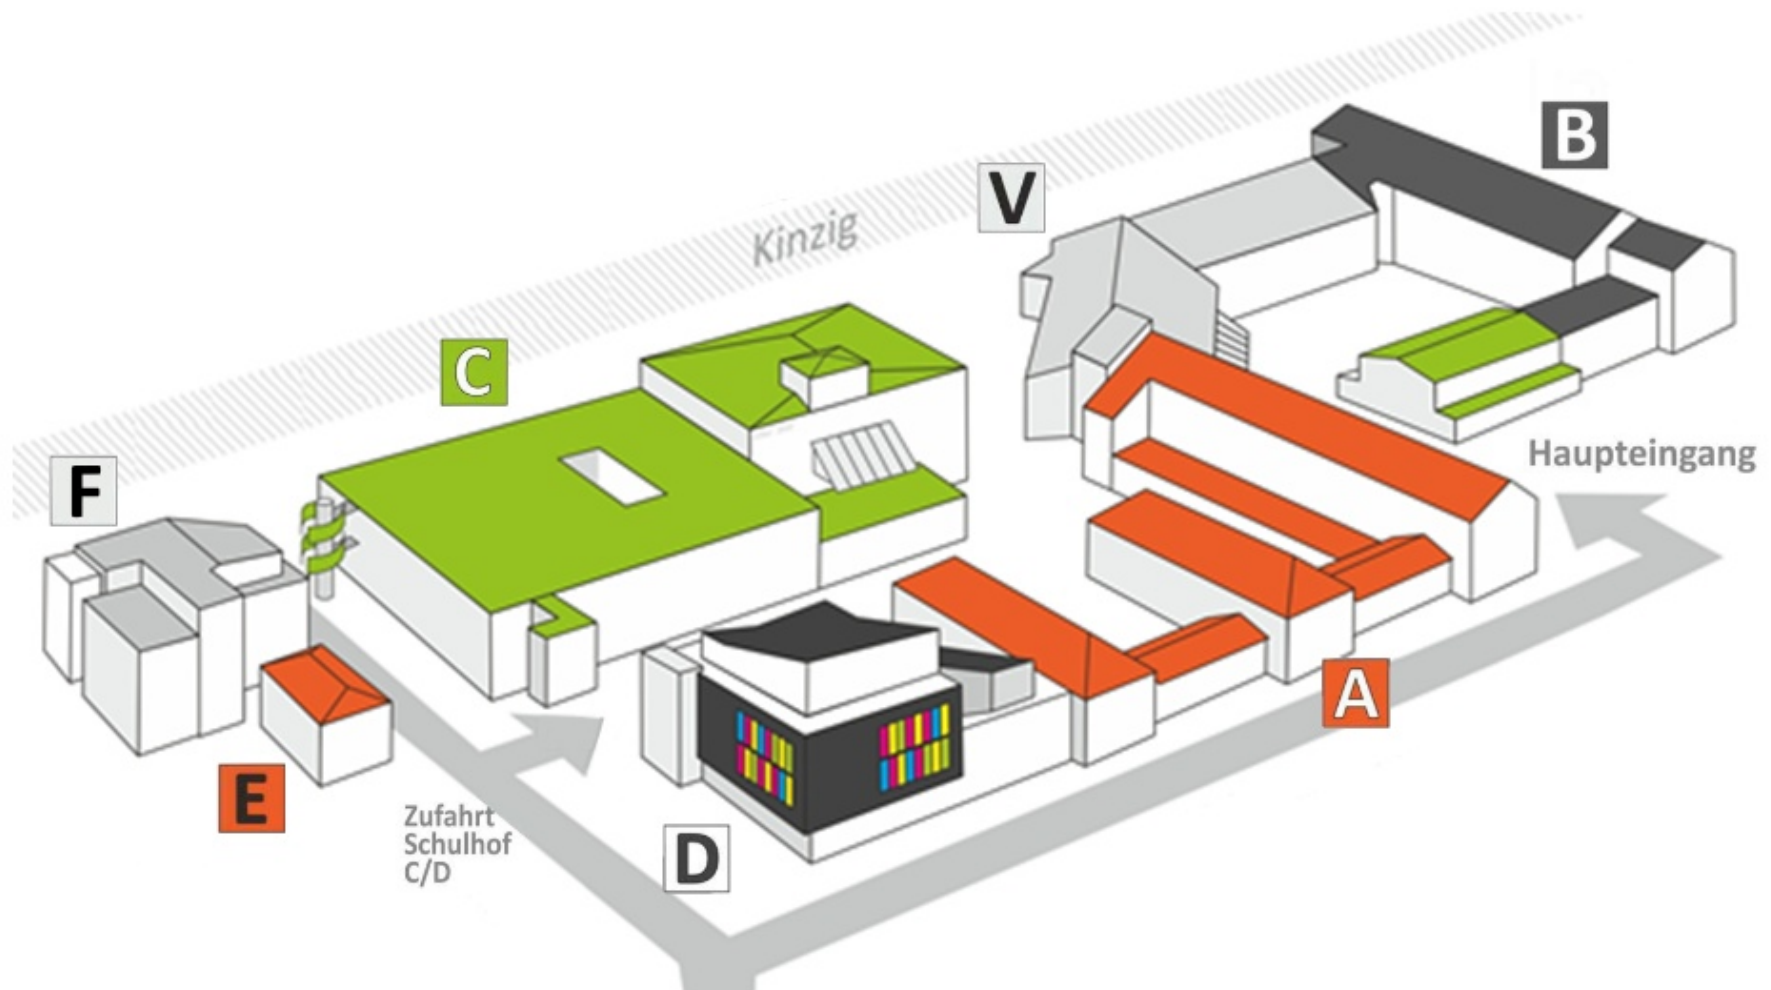 B
V
Kinzig
C
Haupteingang
F
A
E
Zufahrt
Schulhof
C/D
D